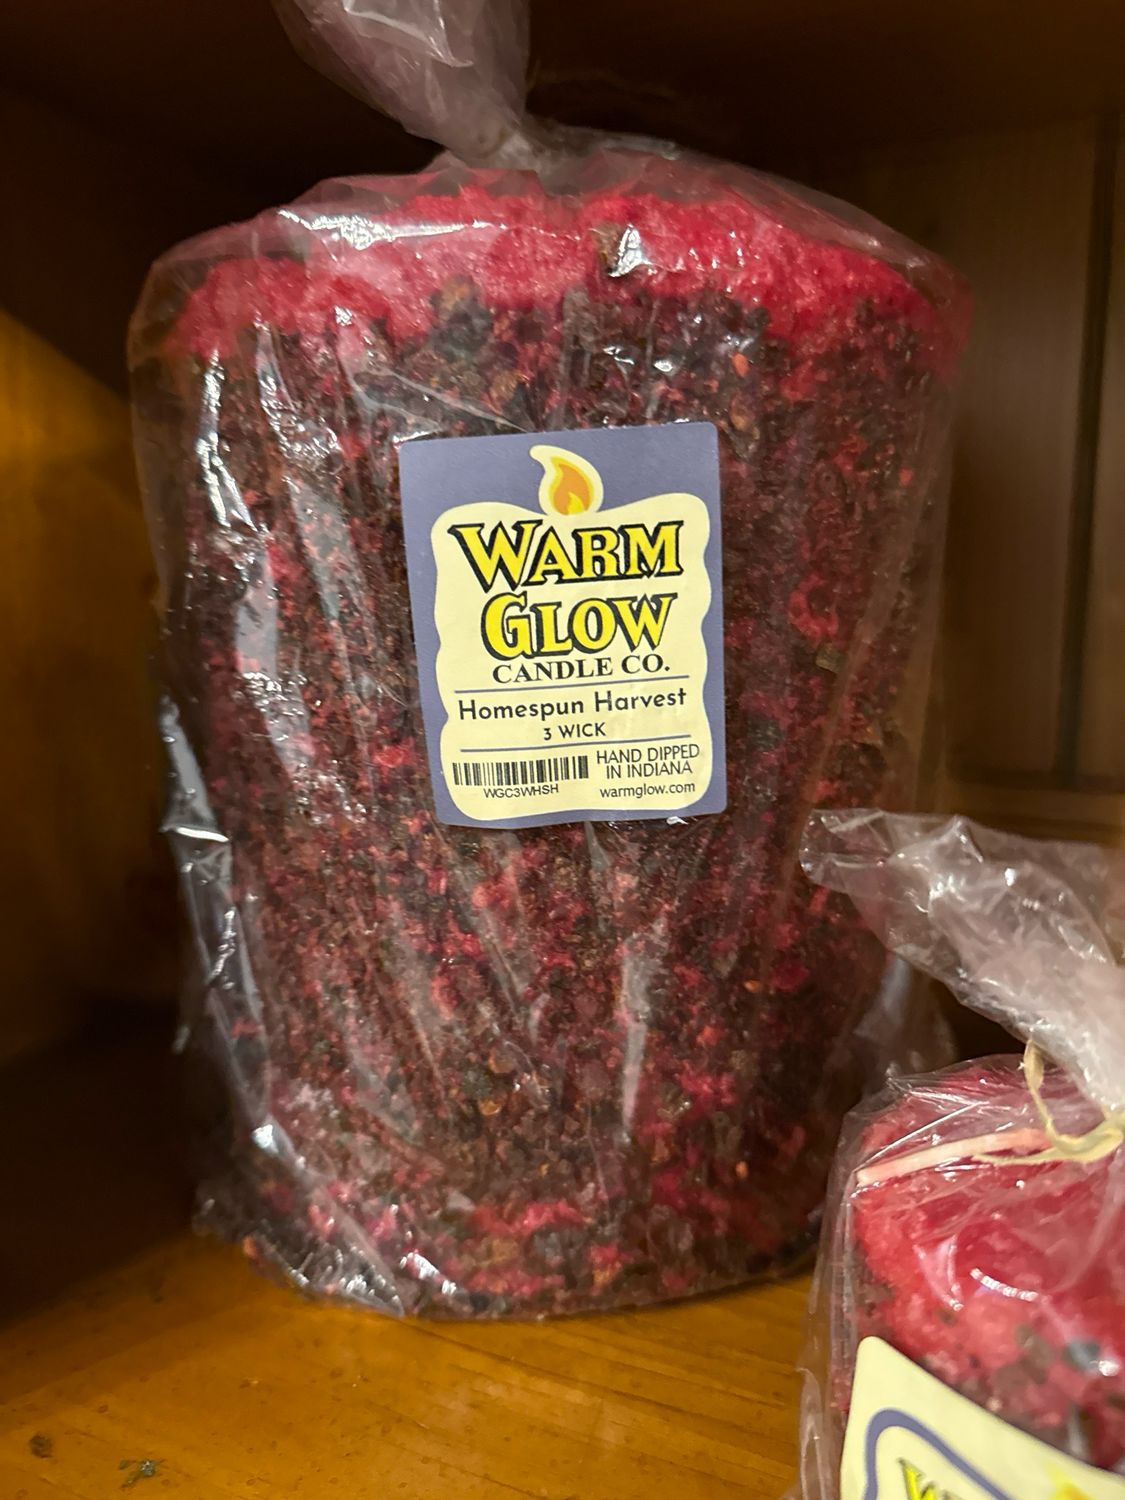 WARM
GLOW
CANDLE CO.
Homespun Harvest
3 WICK
HAND DIPPED
IN INDIANA
WGC3WHSH
warmglow.com